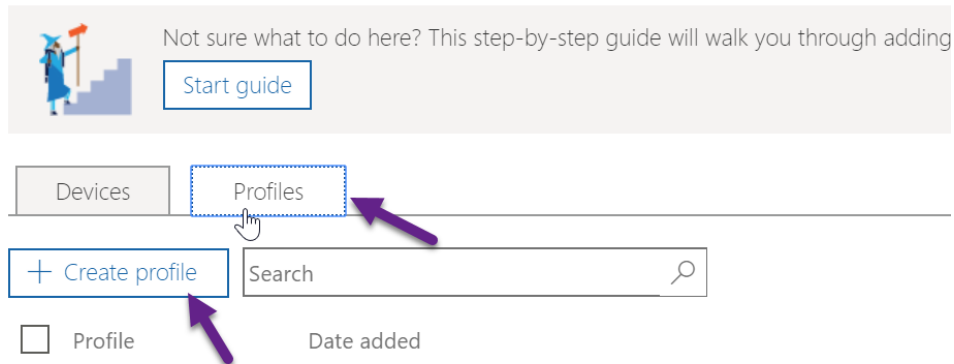 Not sure what to do here? This step-by-step guide will walk you through adding
Start guide
Devices
Profiles
+ Create profile
Search
Profile
Date added